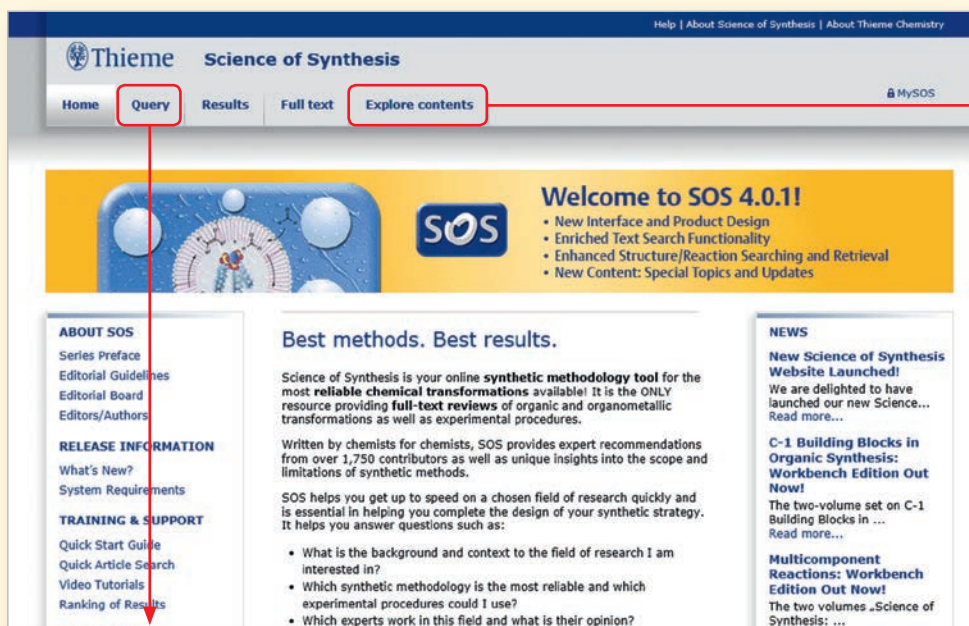 Help | About Science of Synthesis | About Thieme Chemistry
Thieme Science of Synthesis
Home Query Results Full text Explore contents
MySOS
SOS
Welcome to SOS 4.0.1!
• New Interface and Product Design
• Enriched Text Search Functionality
• Enhanced Structure/Reaction Searching and Retrieval
• New Content: Special Topics and Updates
ABOUT SOS
Series Preface
Editorial Guidelines
Editorial Board
Editors/Authors
RELEASE INFORMATION
What's New?
System Requirements
TRAINING & SUPPORT
Quick Start Guide
Quick Article Search
Video Tutorials
Ranking of Results
Best methods. Best results.
Science of Synthesis is your online synthetic methodology tool for the
most reliable chemical transformations available! It is the ONLY
resource providing full-text reviews of organic and organometallic
transformations as well as experimental procedures.
Written by chemists for chemists, SOS provides expert recommendations
from over 1,750 contributors as well as unique insights into the scope and
limitations of synthetic methods.
SOS helps you get up to speed on a chosen field of research quickly and
is essential in helping you complete the design of your synthetic strategy.
It helps you answer questions such as:
• What is the background and context to the field of research I am
interested in?
• Which synthetic methodology is the most reliable and which
experimental procedures could I use?
• Which experts work in this field and what is their opinion?
NEWS
New Science of Synthesis
Website Launched!
We are delighted to have
launched our new Science...
Read more...
C-1 Building Blocks in
Organic Synthesis:
Workbench Edition Out
Now!
The two-volume set on C-1
Building Blocks in ...
Read more...
Multicomponent
Reactions: Workbench
Edition Out Now!
The two volumes „Science of
Synthesis: ...